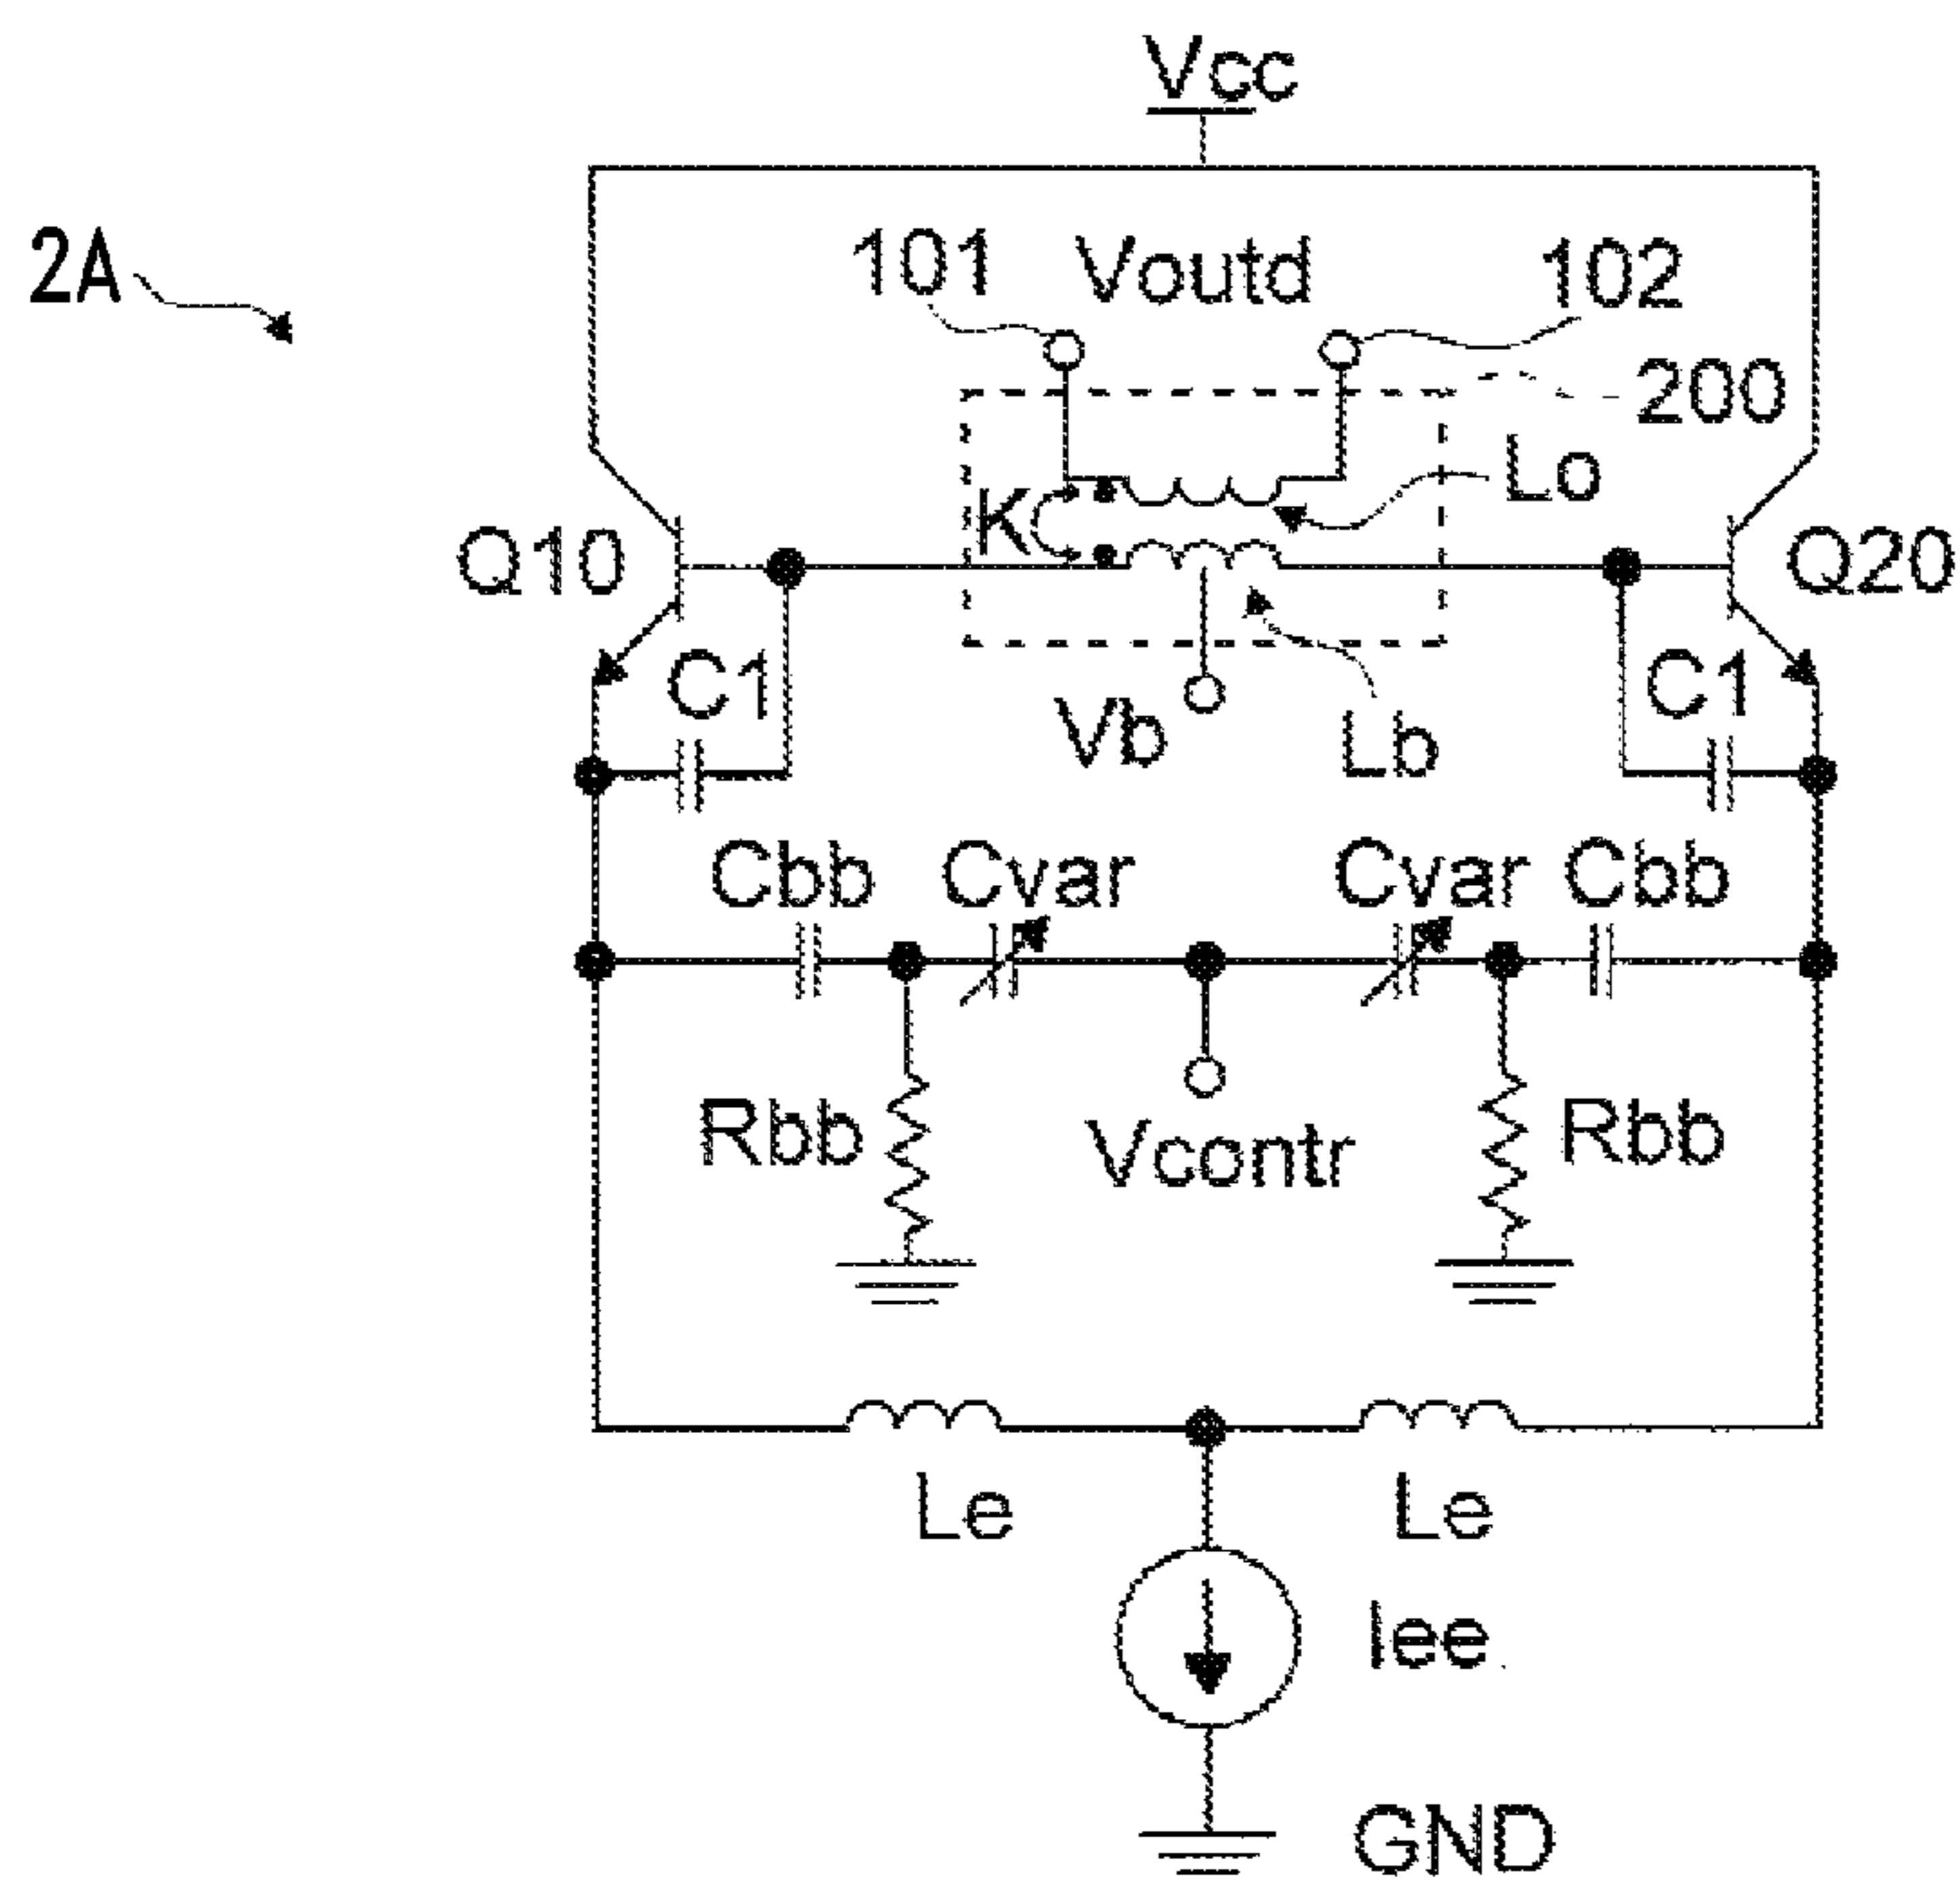 Vcc
2A
101 Voutd 102
200
Lo
K
Q10 Q20
C1 C1
Vb Lb
Cbb Cvar Cvar Cbb
Rbb Vcontr Rbb
Le Le
Iee
GND